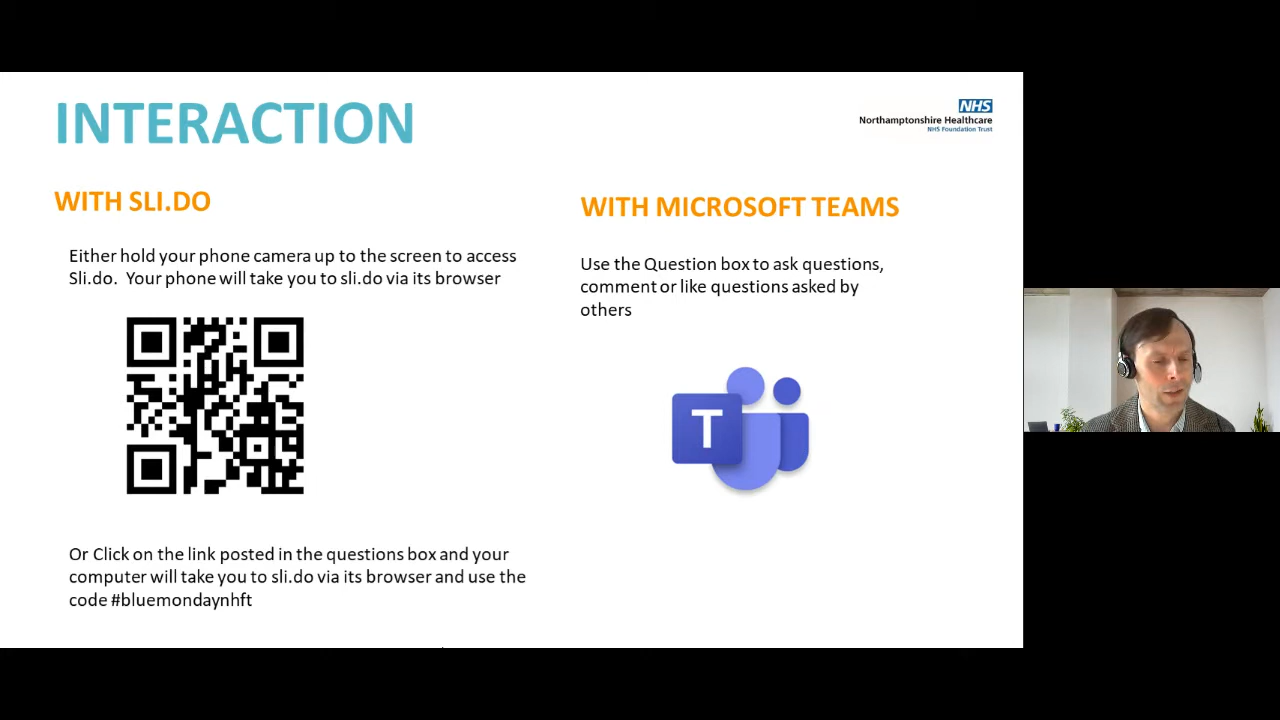 INTERACTION
NHS
Northamptonshire Healthcare
NHS Foundation Trust
WITH SLI.DO
Either hold your phone camera up to the screen to access
Sli.do.  Your phone will take you to sli.do via its browser
Or Click on the link posted in the questions box and your
computer will take you to sli.do via its browser and use the
code #bluemondaynhft
WITH MICROSOFT TEAMS
Use the Question box to ask questions,
comment or like questions asked by
others
T